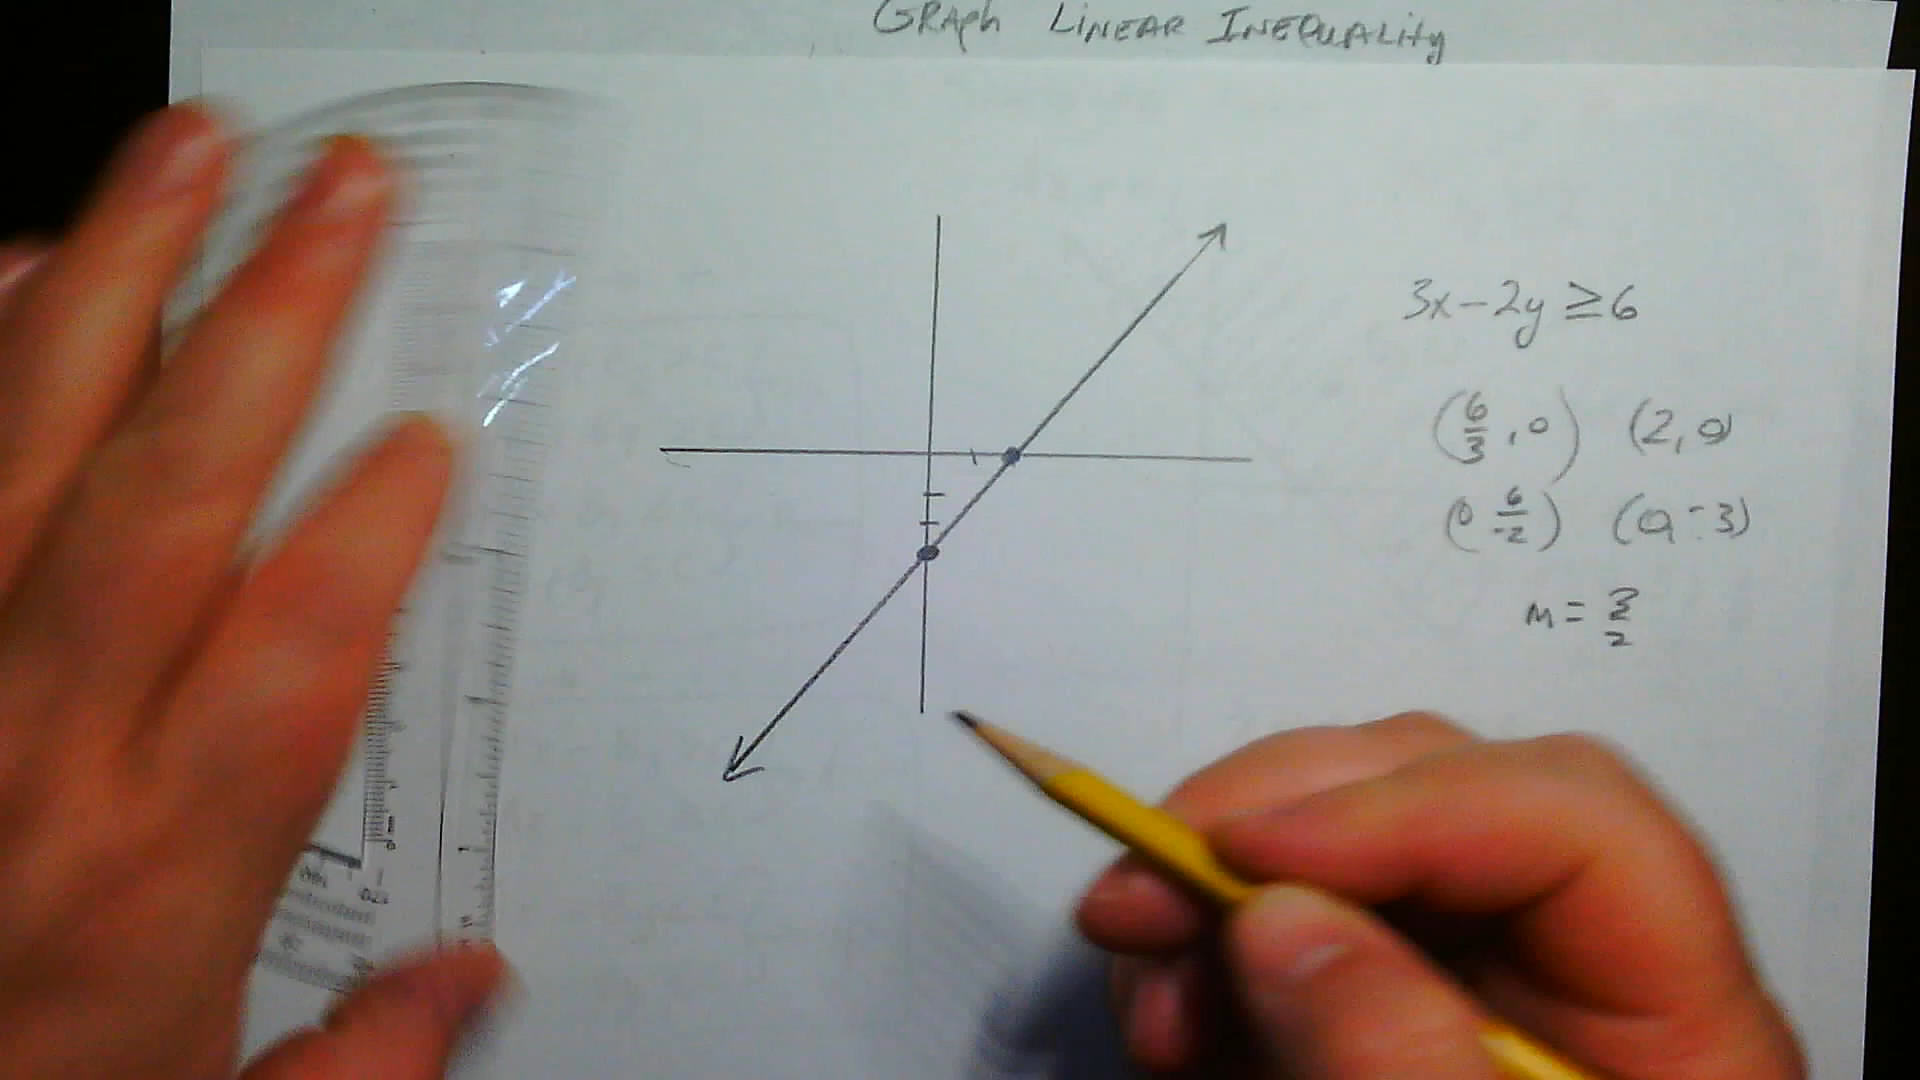 GRAPH LINEAR INEQUALITY
3x-2y ≥6
(6/3, 0) (2, 0)
(0 6/-2) (0, -3)
m = 3/2